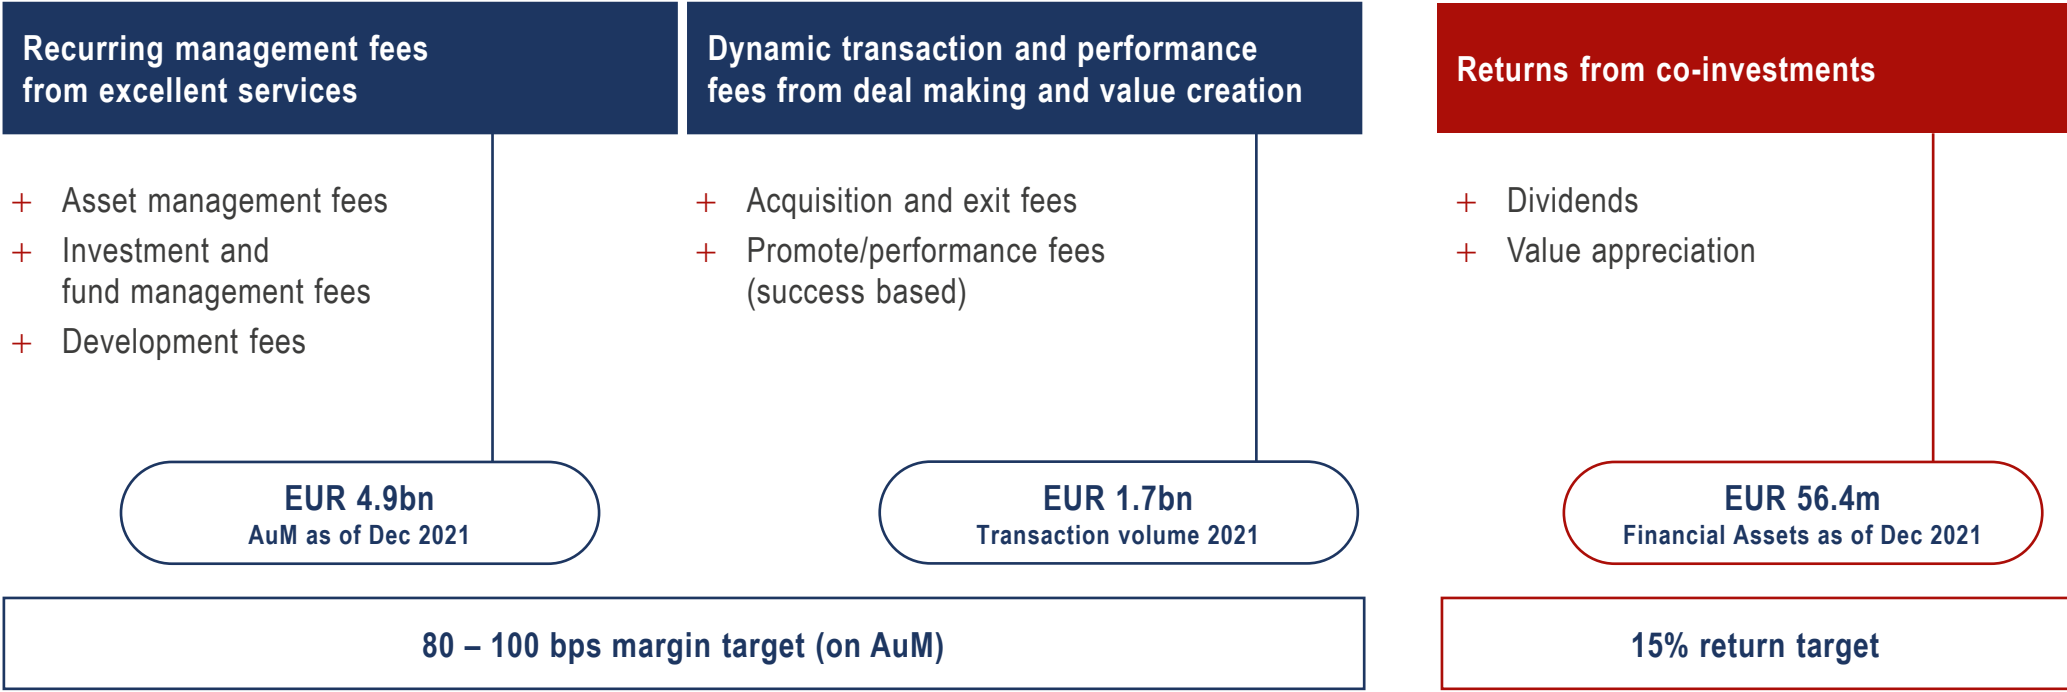 Recurring management fees
from excellent services
+ Asset management fees
+ Investment and
fund management fees
+ Development fees
EUR 4.9bn
AuM as of Dec 2021
Dynamic transaction and performance
fees from deal making and value creation
+ Acquisition and exit fees
+ Promote/performance fees
(success based)
EUR 1.7bn
Transaction volume 2021
80 – 100 bps margin target (on AuM)
Returns from co-investments
+ Dividends
+ Value appreciation
EUR 56.4m
Financial Assets as of Dec 2021
15% return target